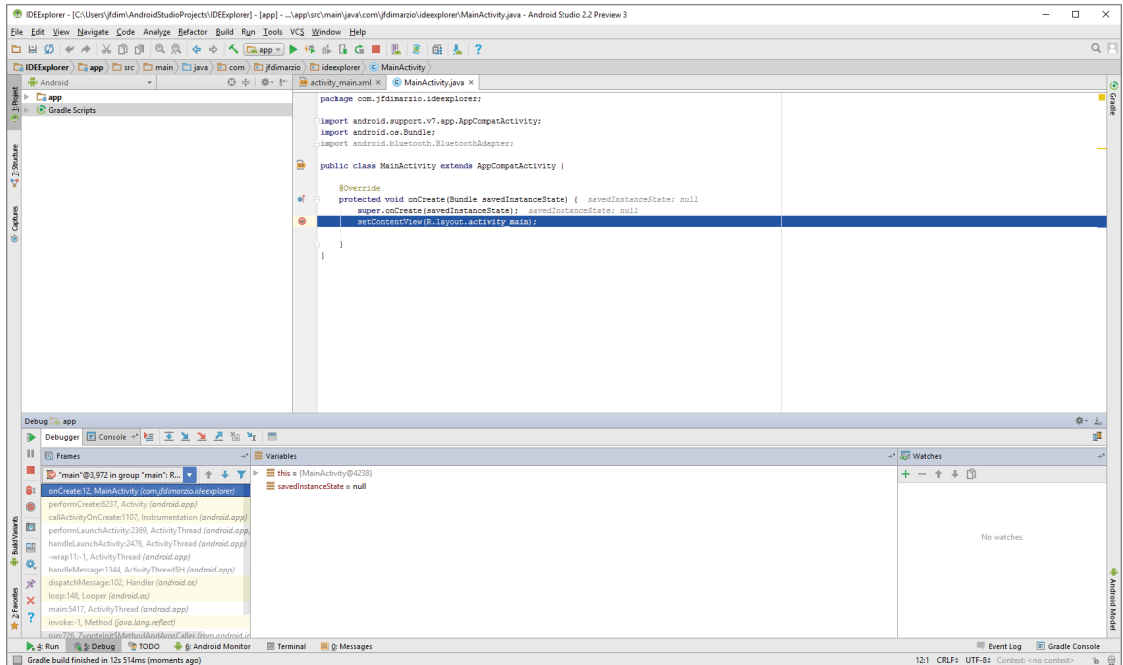 IDEExplorer - [C:\Users\jfdim\AndroidStudioProjects\IDEExplorer] - [app] - ...\app\src\main\java\com\jfdimarzio\ideexplorer\MainActivity.java - Android Studio 2.2 Preview 3
File Edit View Navigate Code Analyze Refactor Build Run Tools VCS Window Help
app
IDEExplorer app src main java com jfdimarzio ideexplorer MainActivity
Android
activity_main.xml
MainActivity.java
1: Project
2: Structure
Captures
Build Variants
2: Favorites
Gradle
Android Model
app
Gradle Scripts
package com.jfdimarzio.ideexplorer;
import android.support.v7.app.AppCompatActivity;
import android.os.Bundle;
import android.bluetooth.BluetoothAdapter;
public class MainActivity extends AppCompatActivity {
@Override
protected void onCreate(Bundle savedInstanceState) { savedInstanceState: null
super.onCreate(savedInstanceState); savedInstanceState: null
setContentView(R.layout.activity_main);
}
}
Debug app
Debugger Console
Frames
Variables
Watches
"main"@3,972 in group "main": R...
this = {MainActivity@4238}
savedInstanceState = null
onCreate:12, MainActivity (com.jfdimarzio.ideexplorer)
performCreate:6237, Activity (android.app)
callActivityOnCreate:1107, Instrumentation (android.app)
performLaunchActivity:2369, ActivityThread (android.app)
handleLaunchActivity:2476, ActivityThread (android.app)
-wrap11:-1, ActivityThread (android.app)
handleMessage:1344, ActivityThread$H (android.app)
dispatchMessage:102, Handler (android.os)
loop:148, Looper (android.os)
main:5417, ActivityThread (android.app)
invoke:-1, Method (java.lang.reflect)
run:726, ZygoteInit$MethodAndArgsCaller (com.android.in
No watches
4: Run 5: Debug TODO 6: Android Monitor Terminal 0: Messages Event Log Gradle Console
Gradle build finished in 12s 514ms (moments ago) 12:1 CRLF UTF-8 Context: <no context>